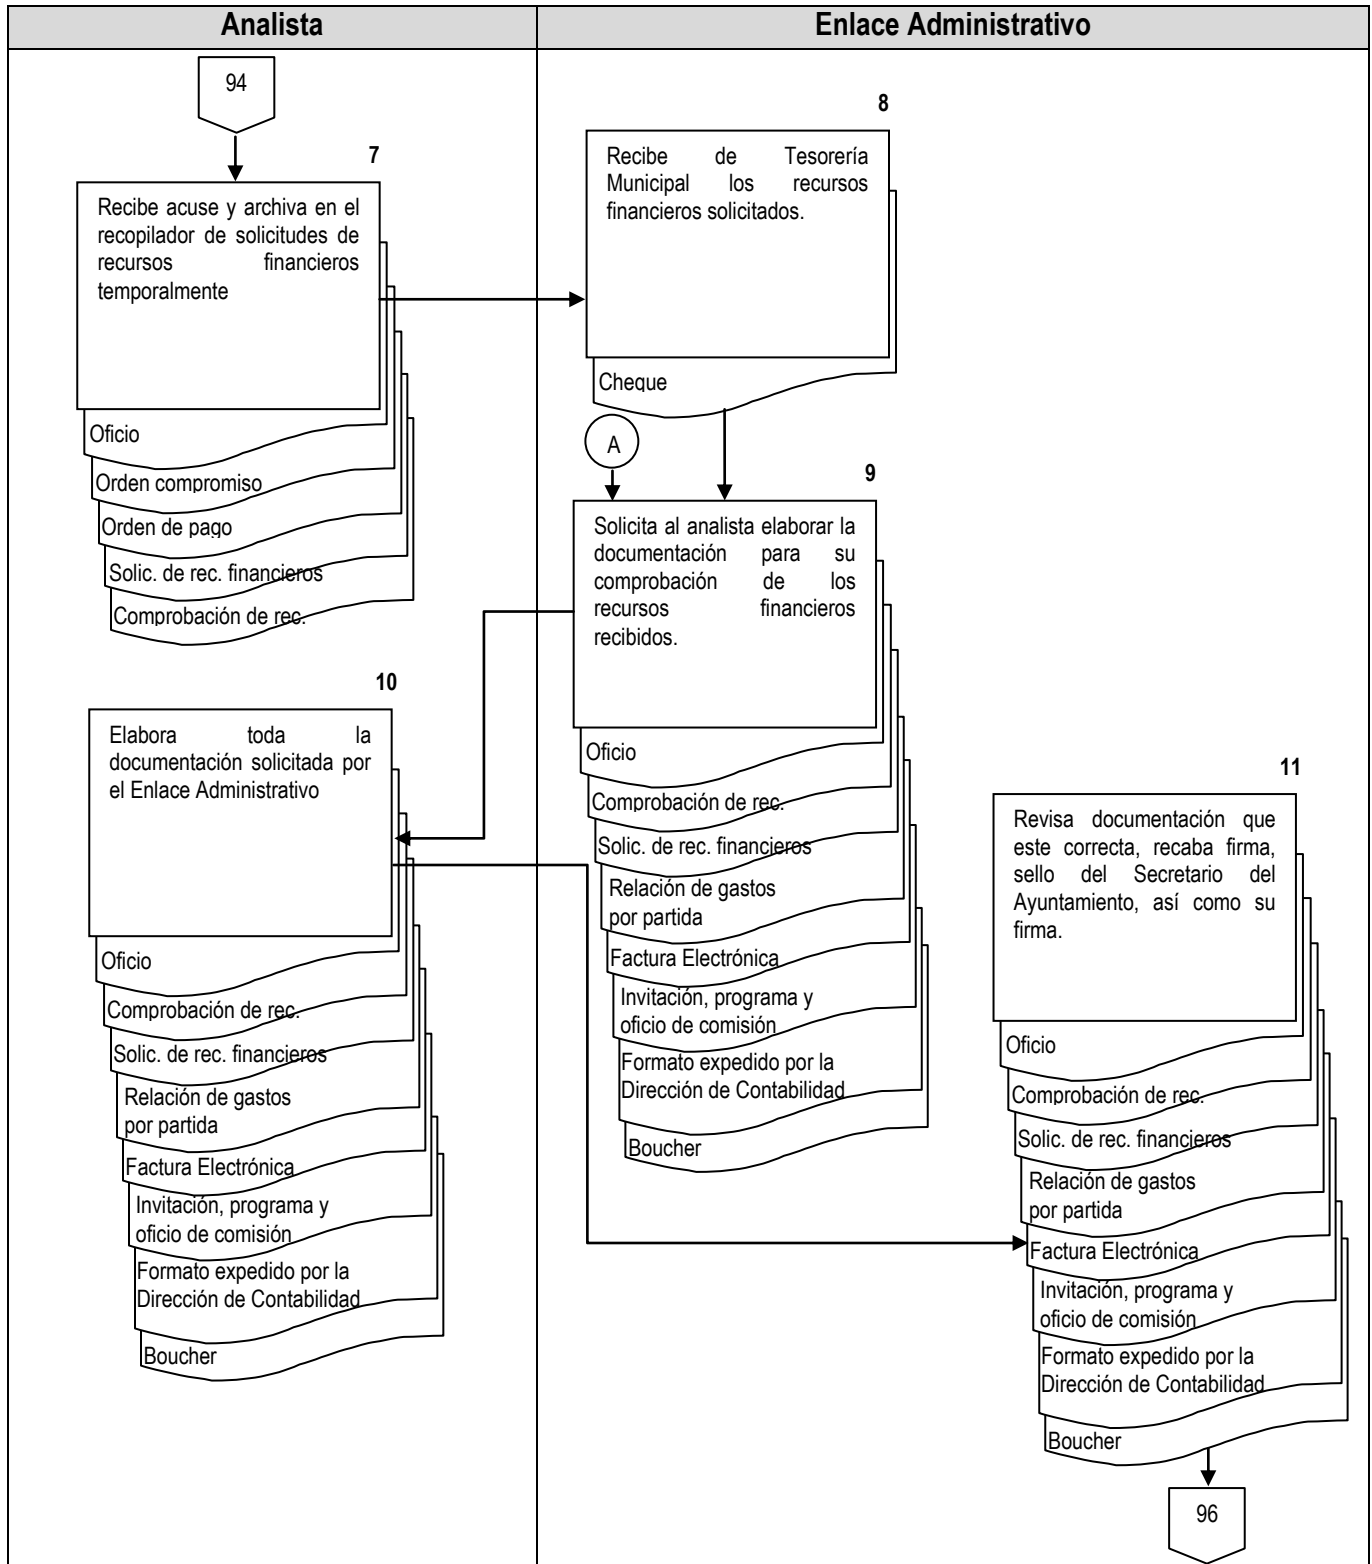 Analista
Enlace Administrativo
94
7
Recibe acuse y archiva en el
recopilador de solicitudes de
recursos financieros
temporalmente
Oficio
Orden compromiso
Orden de pago
Solic. de rec. financieros
Comprobación de rec.
8
Recibe de Tesorería
Municipal los recursos
financieros solicitados.
Cheque
A
9
Solicita al analista elaborar la
documentación para su
comprobación de los
recursos financieros
recibidos.
Oficio
Comprobación de rec.
Solic. de rec. financieros
Relación de gastos
por partida
Factura Electrónica
Invitación, programa y
oficio de comisión
Formato expedido por la
Dirección de Contabilidad
Boucher
10
Elabora toda la
documentación solicitada por
el Enlace Administrativo
Oficio
Comprobación de rec.
Solic. de rec. financieros
Relación de gastos
por partida
Factura Electrónica
Invitación, programa y
oficio de comisión
Formato expedido por la
Dirección de Contabilidad
Boucher
11
Revisa documentación que
este correcta, recaba firma,
sello del Secretario del
Ayuntamiento, así como su
firma.
Oficio
Comprobación de rec.
Solic. de rec. financieros
Relación de gastos
por partida
Factura Electrónica
Invitación, programa y
oficio de comisión
Formato expedido por la
Dirección de Contabilidad
Boucher
96